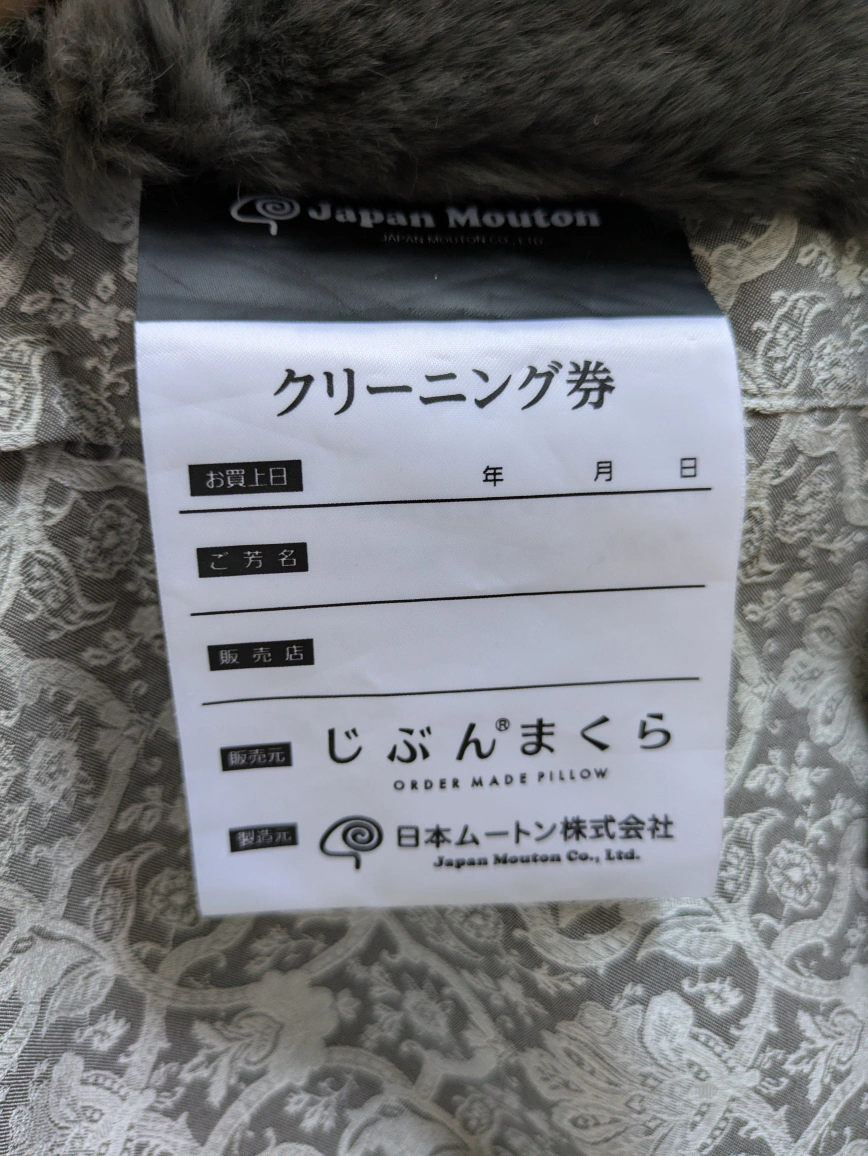 Japan Mouton
JAPAN MOUTON CO., LTD.
クリーニング券
お買上日 年 月 日
ご芳名
販売店
販売元 じぶん®まくら
ORDER MADE PILLOW
製造元 日本ムートン株式会社
Japan Mouton Co., Ltd.